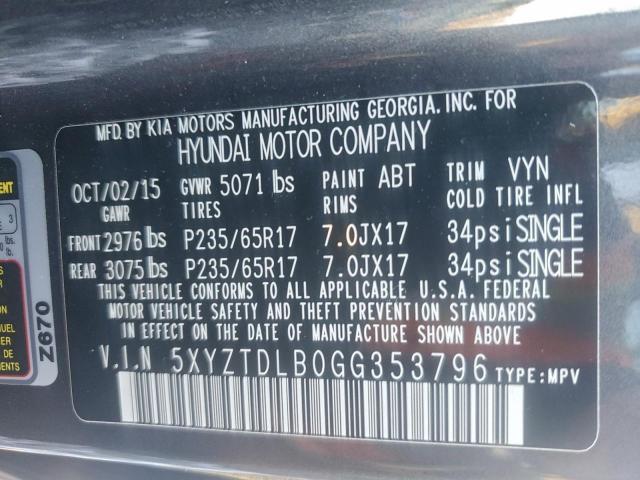 MFD. BY KIA MOTORS MANUFACTURING GEORGIA. INC. FOR
HYUNDAI MOTOR COMPANY
OCT/02/15 GVWR 5071 lbs PAINT ABT TRIM VYN
GAWR TIRES RIMS COLD TIRE INFL
FRONT 2976 lbs P235/65R17 7.0JX17 34psi SINGLE
REAR 3075 lbs P235/65R17 7.0JX17 34psi SINGLE
THIS VEHICLE CONFORMS TO ALL APPLICABLE U.S.A. FEDERAL
MOTOR VEHICLE SAFETY AND THEFT PREVENTION STANDARDS
IN EFFECT ON THE DATE OF MANUFACTURE SHOWN ABOVE.
V.I.N 5XYZTDLB0GG353796 TYPE: MPV
Z670
3
lbs.